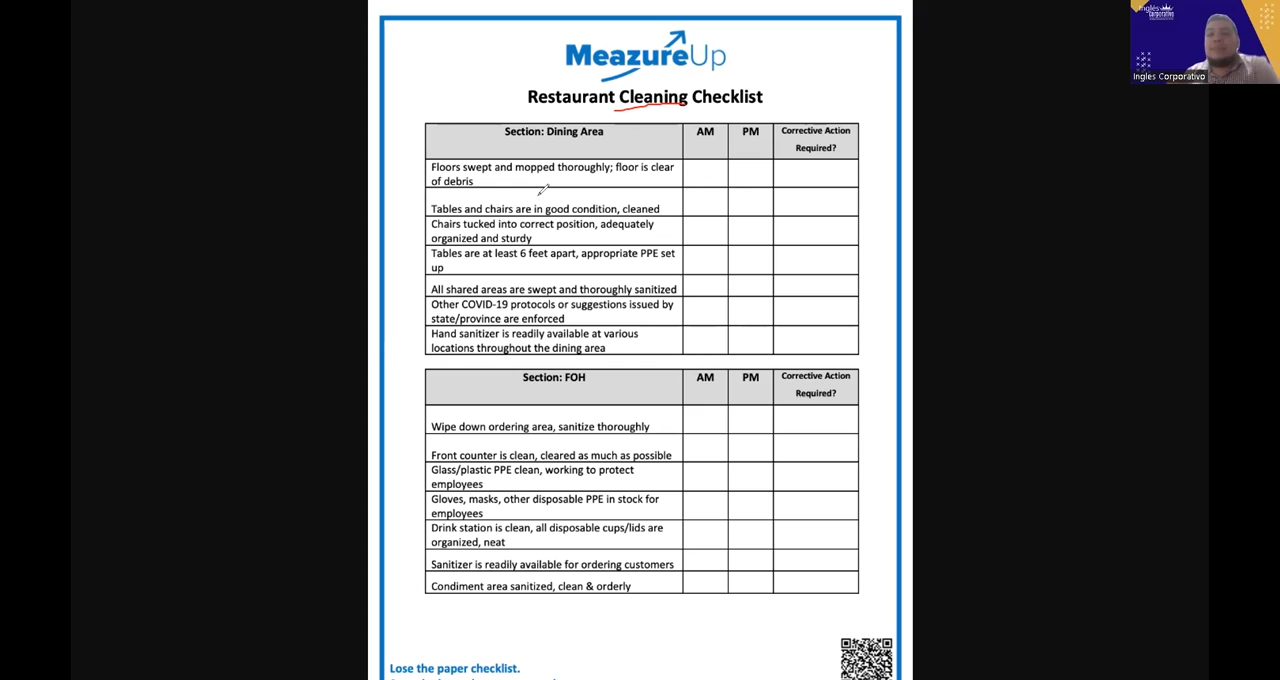 MeazureUp
Restaurant Cleaning Checklist
Section: Dining Area AM PM Corrective Action Required?
Floors swept and mopped thoroughly; floor is clear
of debris
Tables and chairs are in good condition, cleaned
Chairs tucked into correct position, adequately
organized and sturdy
Tables are at least 6 feet apart, appropriate PPE set
up
All shared areas are swept and thoroughly sanitized
Other COVID-19 protocols or suggestions issued by
state/province are enforced
Hand sanitizer is readily available at various
locations throughout the dining area
Section: FOH AM PM Corrective Action Required?
Wipe down ordering area, sanitize thoroughly
Front counter is clean, cleared as much as possible
Glass/plastic PPE clean, working to protect
employees
Gloves, masks, other disposable PPE in stock for
employees
Drink station is clean, all disposable cups/lids are
organized, neat
Sanitizer is readily available for ordering customers
Condiment area sanitized, clean & orderly
Lose the paper checklist.
Inglés
Corporativo
Ingles Corporativo